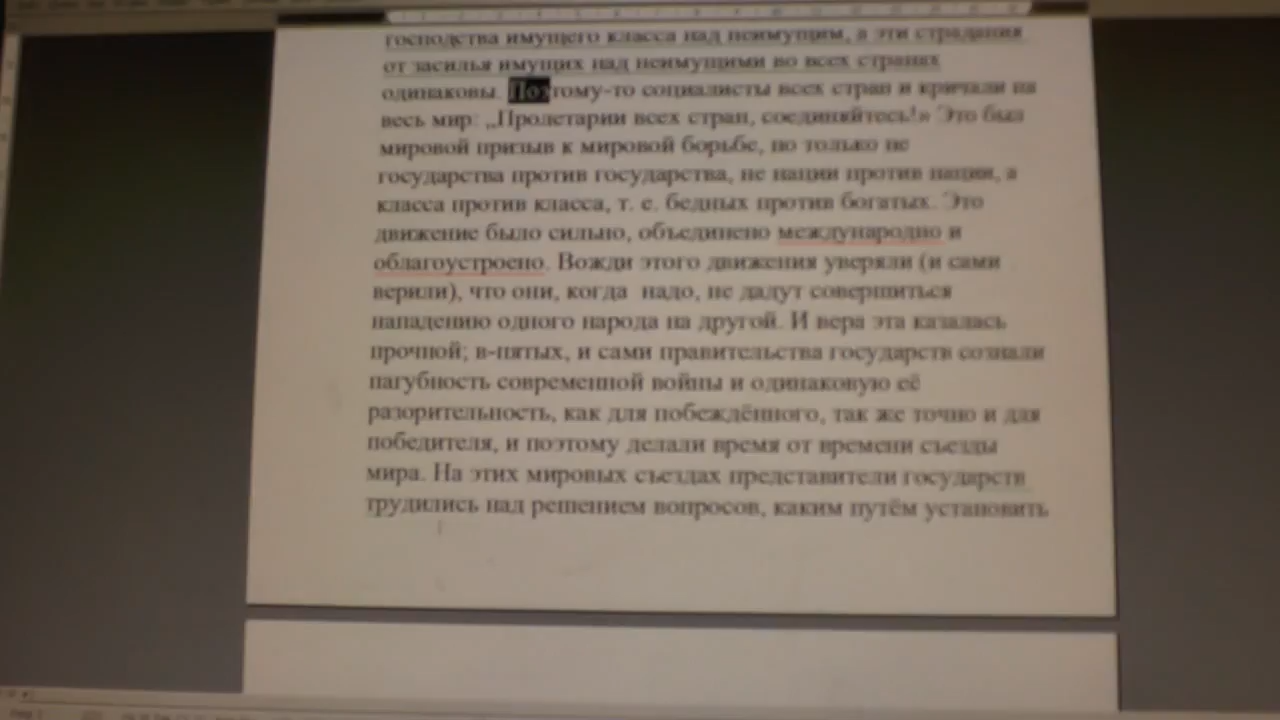 господства имущего класса над неимущим, а эти страдания
от засилья имущих над неимущими во всех странах
одинаковы. Поэтому-то социалисты всех стран и кричали на
весь мир: „Пролетарии всех стран, соединяйтесь!» Это был
мировой призыв к мировой борьбе, но только не
государства против государства, не нации против нации, а
класса против класса, т. е. бедных против богатых. Это
движение было сильно, объединено международно и
облагоустроено. Вожди этого движения уверяли (и сами
верили), что они, когда надо, не дадут совершиться
нападению одного народа на другой. И вера эта казалась
прочной; в-пятых, и сами правительства государств сознали
пагубность современной войны и одинаковую её
разорительность, как для побеждённого, так же точно и для
победителя, и поэтому делали время от времени съезды
мира. На этих мировых съездах представители государств
трудились над решением вопросов, каким путём установить